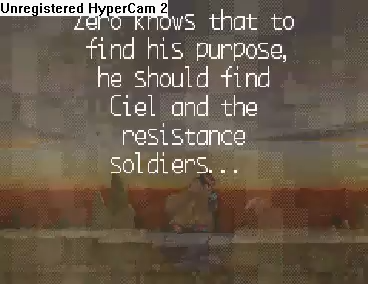 Unregistered HyperCam 2
Zero knows that to
find his purpose,
he should find
Ciel and the
resistance
soldiers...